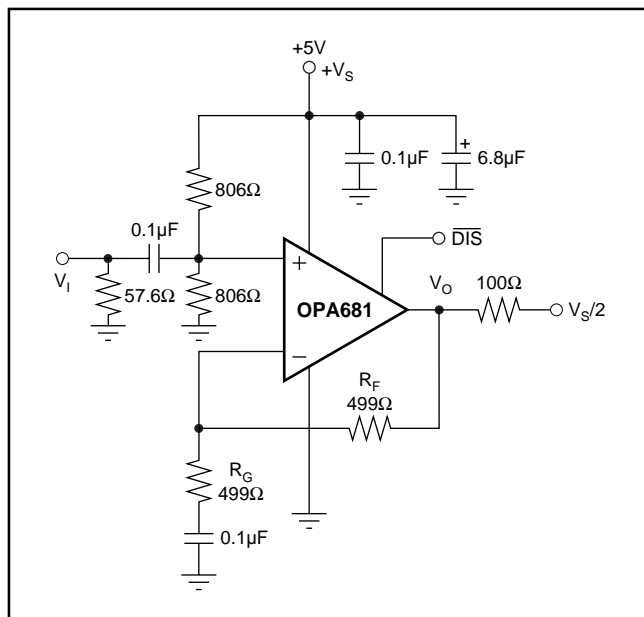 +5V
+V_S
0.1µF
6.8µF
806Ω
0.1µF
V_I
57.6Ω
806Ω
DIS
+
OPA681
−
V_O
100Ω
V_S/2
R_F
499Ω
R_G
499Ω
0.1µF
+